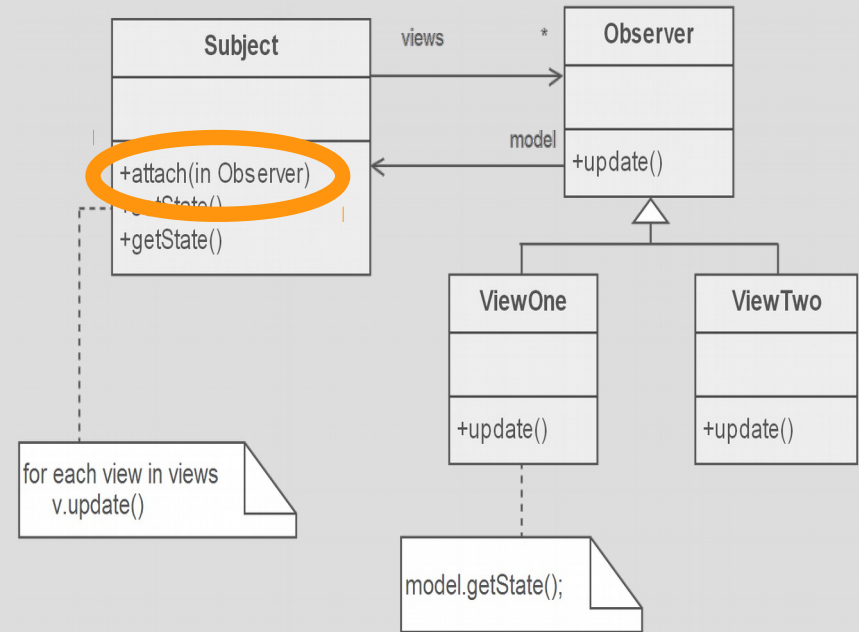 Subject
+attach(in Observer)
+getState()
views
*
model
Observer
+update()
ViewOne
+update()
ViewTwo
+update()
for each view in views
v.update()
model.getState();